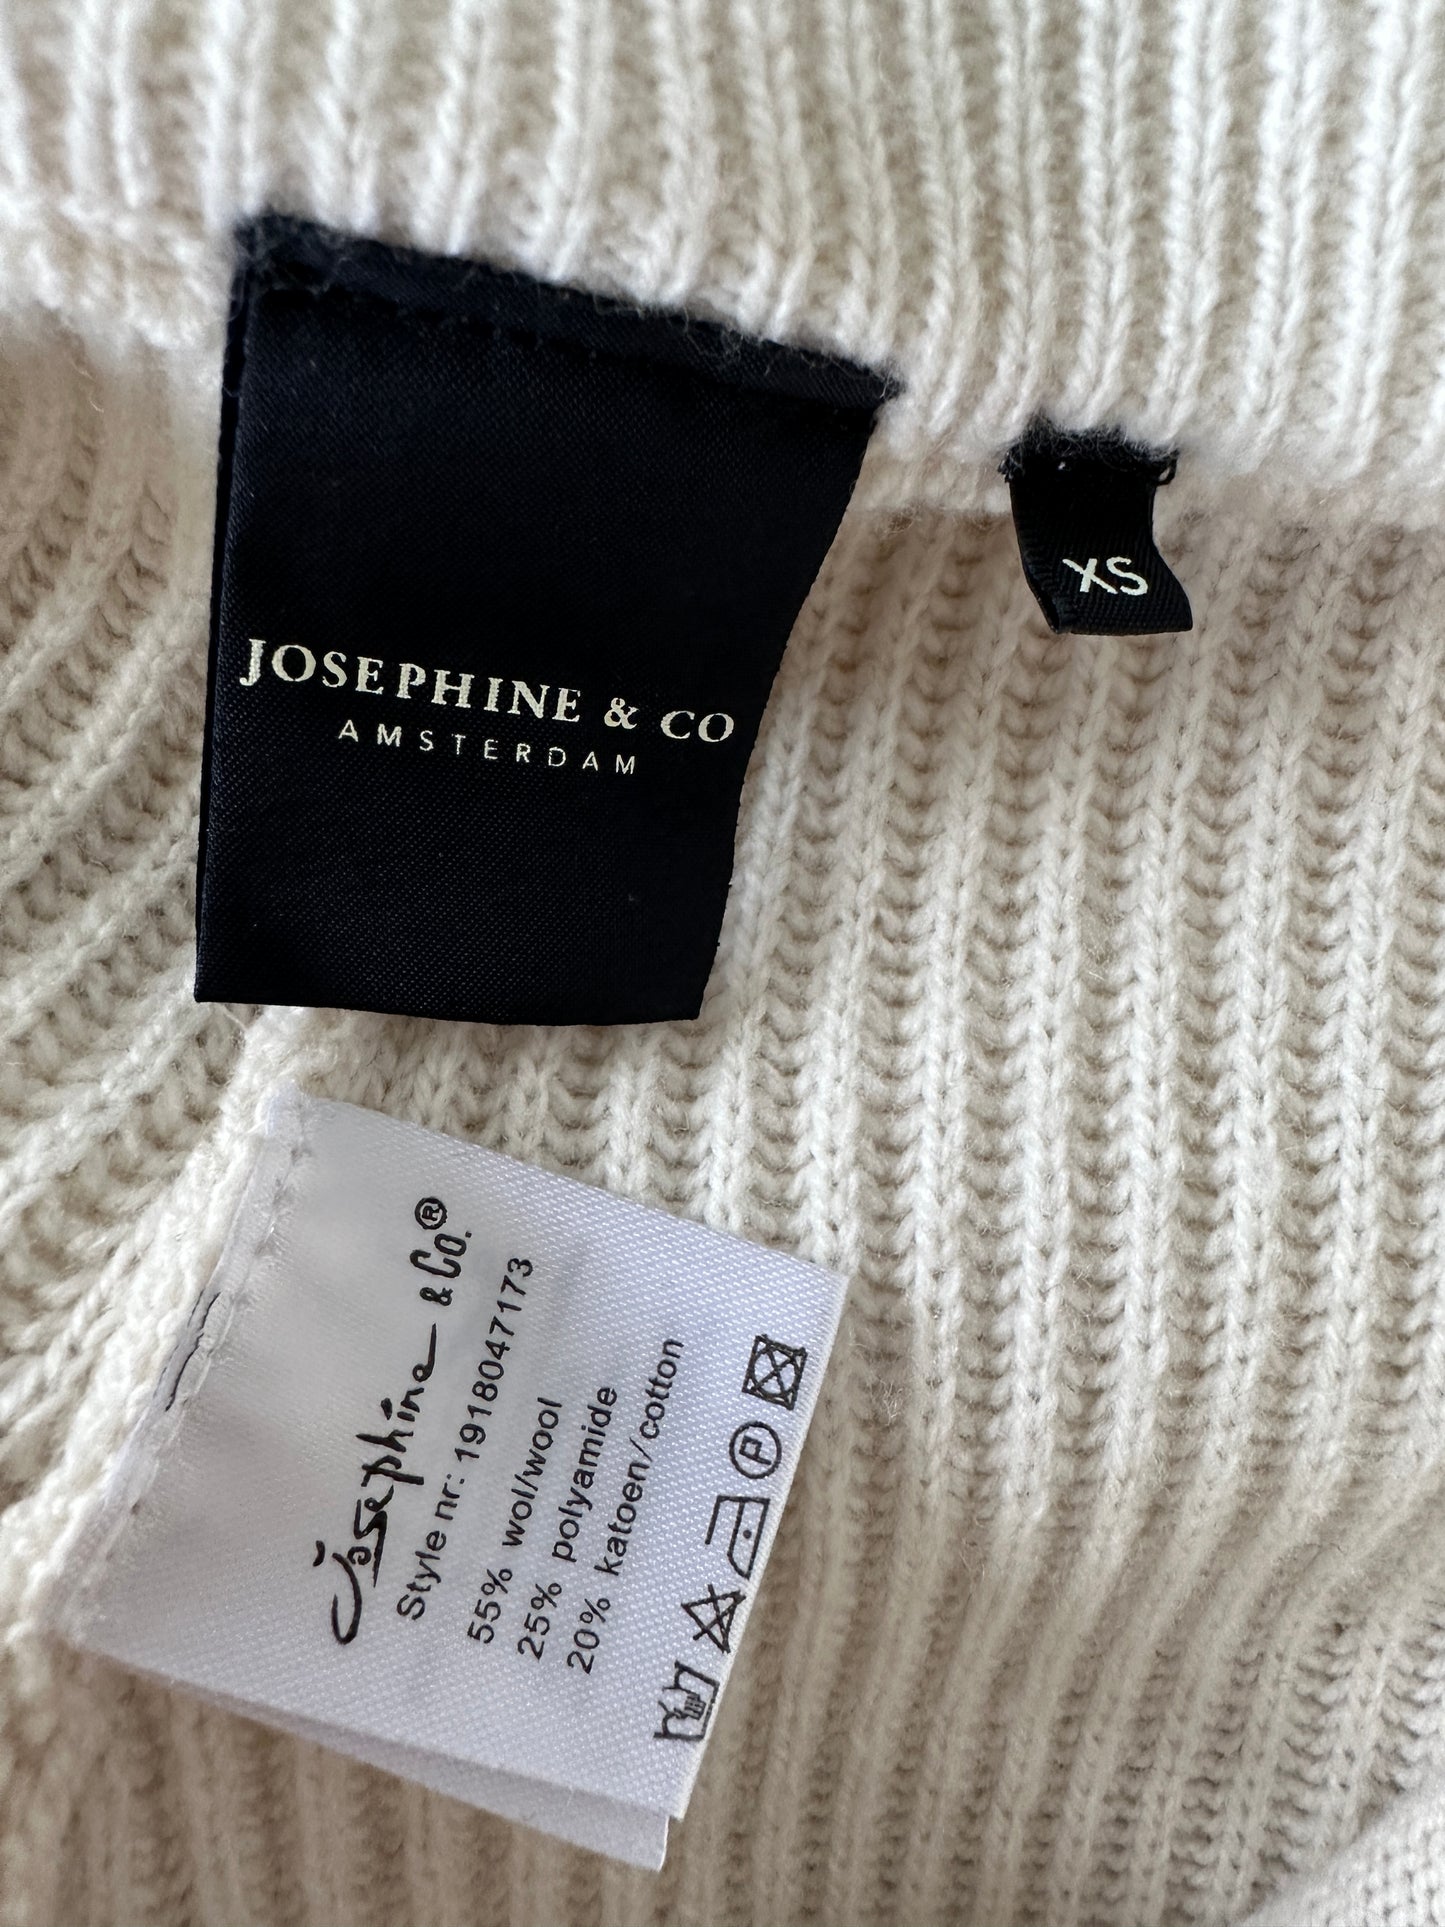 JOSEPHINE & CO
AMSTERDAM
XS
Josephine & Co.®
Style nr: 1918047173
55% wol/wool
25% polyamide
20% katoen/cotton
P